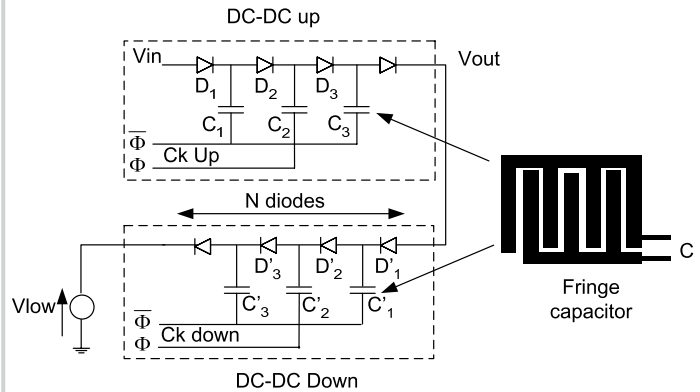 DC-DC up
Vin
Vout
D₁ D₂ D₃
C₁ C₂ C₃
Φ̅
Ck Up
Φ
N diodes
D'₃ D'₂ D'₁
C'₃ C'₂ C'₁
Vlow
Φ̅
Ck down
Φ
DC-DC Down
C
Fringe
capacitor